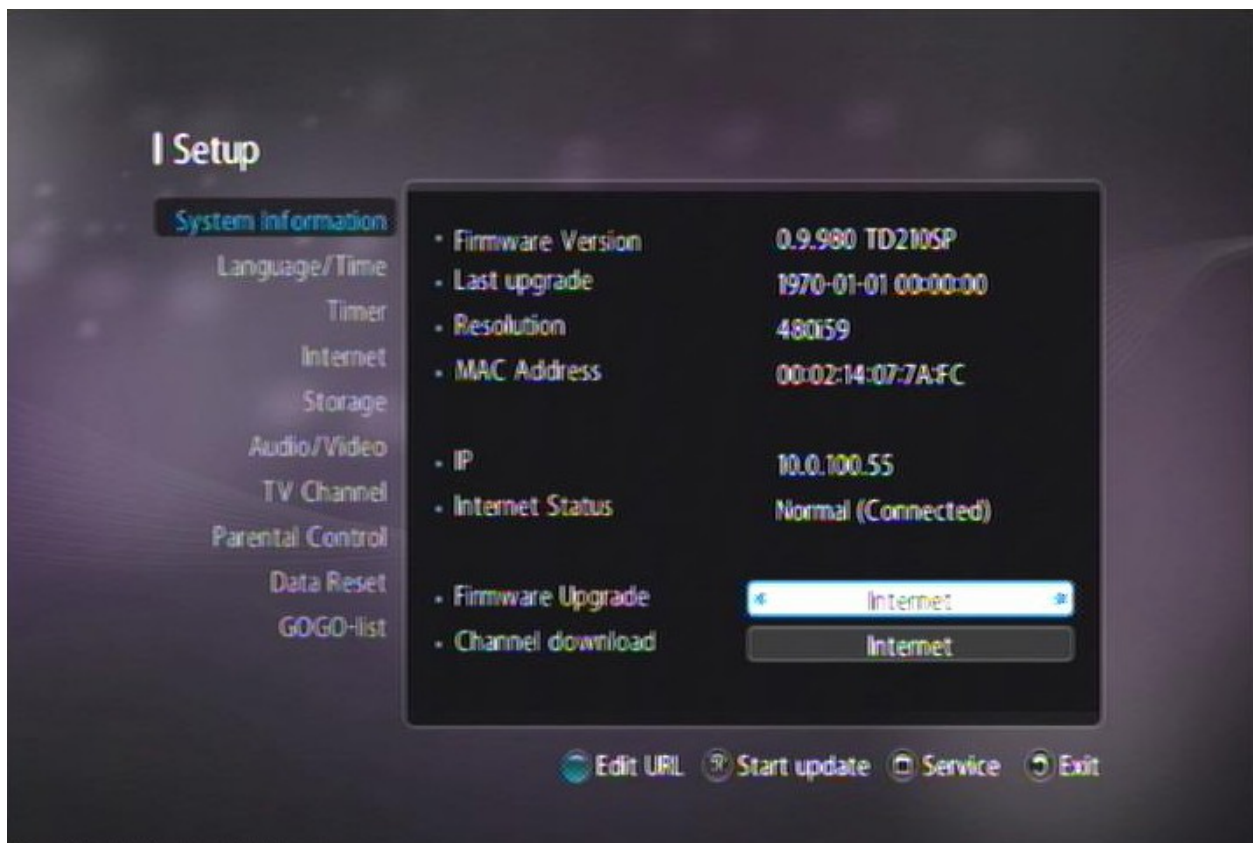 Setup
System Information
Language/Time
Timer
Internet
Storage
Audio/Video
TV Channel
Parental Control
Data Reset
GOGO-list
Firmware Version 0.9.980 TD210SP
Last upgrade 1970-01-01 00:00:00
Resolution 480i59
MAC Address 00:02:14:07:7A:FC
IP 10.0.100.55
Internet Status Normal (Connected)
Firmware Upgrade Internet
Channel download Internet
Edit URL Start update Service Exit